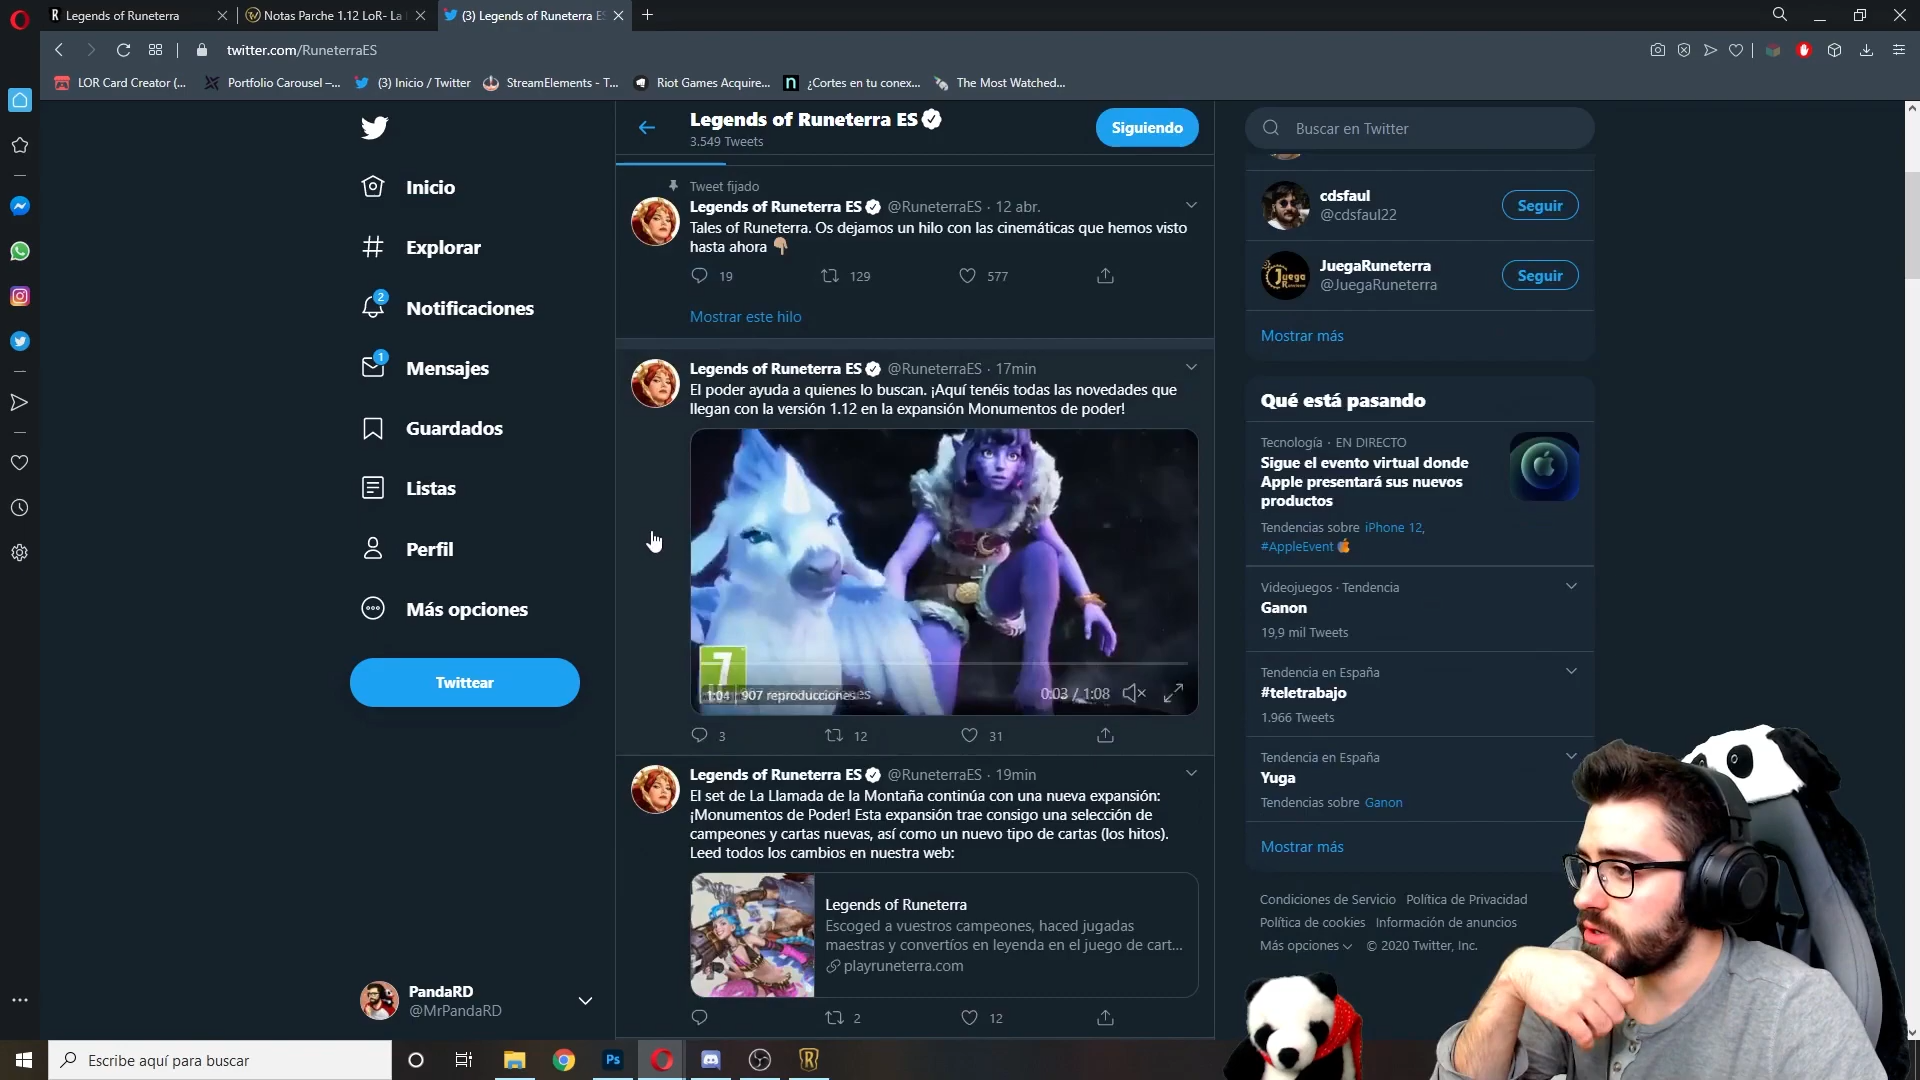 Legends of Runeterra
Notas Parche 1.12 LoR- La
(3) Legends of Runeterra ES
twitter.com/RuneterraES
LOR Card Creator (...
Portfolio Carousel –...
(3) Inicio / Twitter
StreamElements - T...
Riot Games Acquire...
¿Cortes en tu conex...
The Most Watched...
Inicio
Explorar
2
Notificaciones
1
Mensajes
Guardados
Listas
Perfil
Más opciones
Twittear
PandaRD
@MrPandaRD
Legends of Runeterra ES
3.549 Tweets
Siguiendo
Tweet fijado
Legends of Runeterra ES @RuneterraES · 12 abr.
Tales of Runeterra. Os dejamos un hilo con las cinemáticas que hemos visto
hasta ahora
19 129 577
Mostrar este hilo
Legends of Runeterra ES @RuneterraES · 17min
El poder ayuda a quienes lo buscan. ¡Aquí tenéis todas las novedades que
llegan con la versión 1.12 en la expansión Monumentos de poder!
7
1:04 907 reproducciones
0:03 / 1:08
3 12 31
Legends of Runeterra ES @RuneterraES · 19min
El set de La Llamada de la Montaña continúa con una nueva expansión:
¡Monumentos de Poder! Esta expansión trae consigo una selección de
campeones y cartas nuevas, así como un nuevo tipo de cartas (los hitos).
Leed todos los cambios en nuestra web:
Legends of Runeterra
Escoged a vuestros campeones, haced jugadas
maestras y convertíos en leyenda en el juego de cart...
playruneterra.com
2 12
Buscar en Twitter
cdsfaul
@cdsfaul22
Seguir
JuegaRuneterra
@JuegaRuneterra
Seguir
Mostrar más
Qué está pasando
Tecnología · EN DIRECTO
Sigue el evento virtual donde
Apple presentará sus nuevos
productos
Tendencias sobre iPhone 12,
#AppleEvent
Videojuegos · Tendencia
Ganon
19,9 mil Tweets
Tendencia en España
#teletrabajo
1.966 Tweets
Tendencia en España
Yuga
Tendencias sobre Ganon
Mostrar más
Condiciones de Servicio Política de Privacidad
Política de cookies Información de anuncios
Más opciones © 2020 Twitter, Inc.
Escribe aquí para buscar
Ps